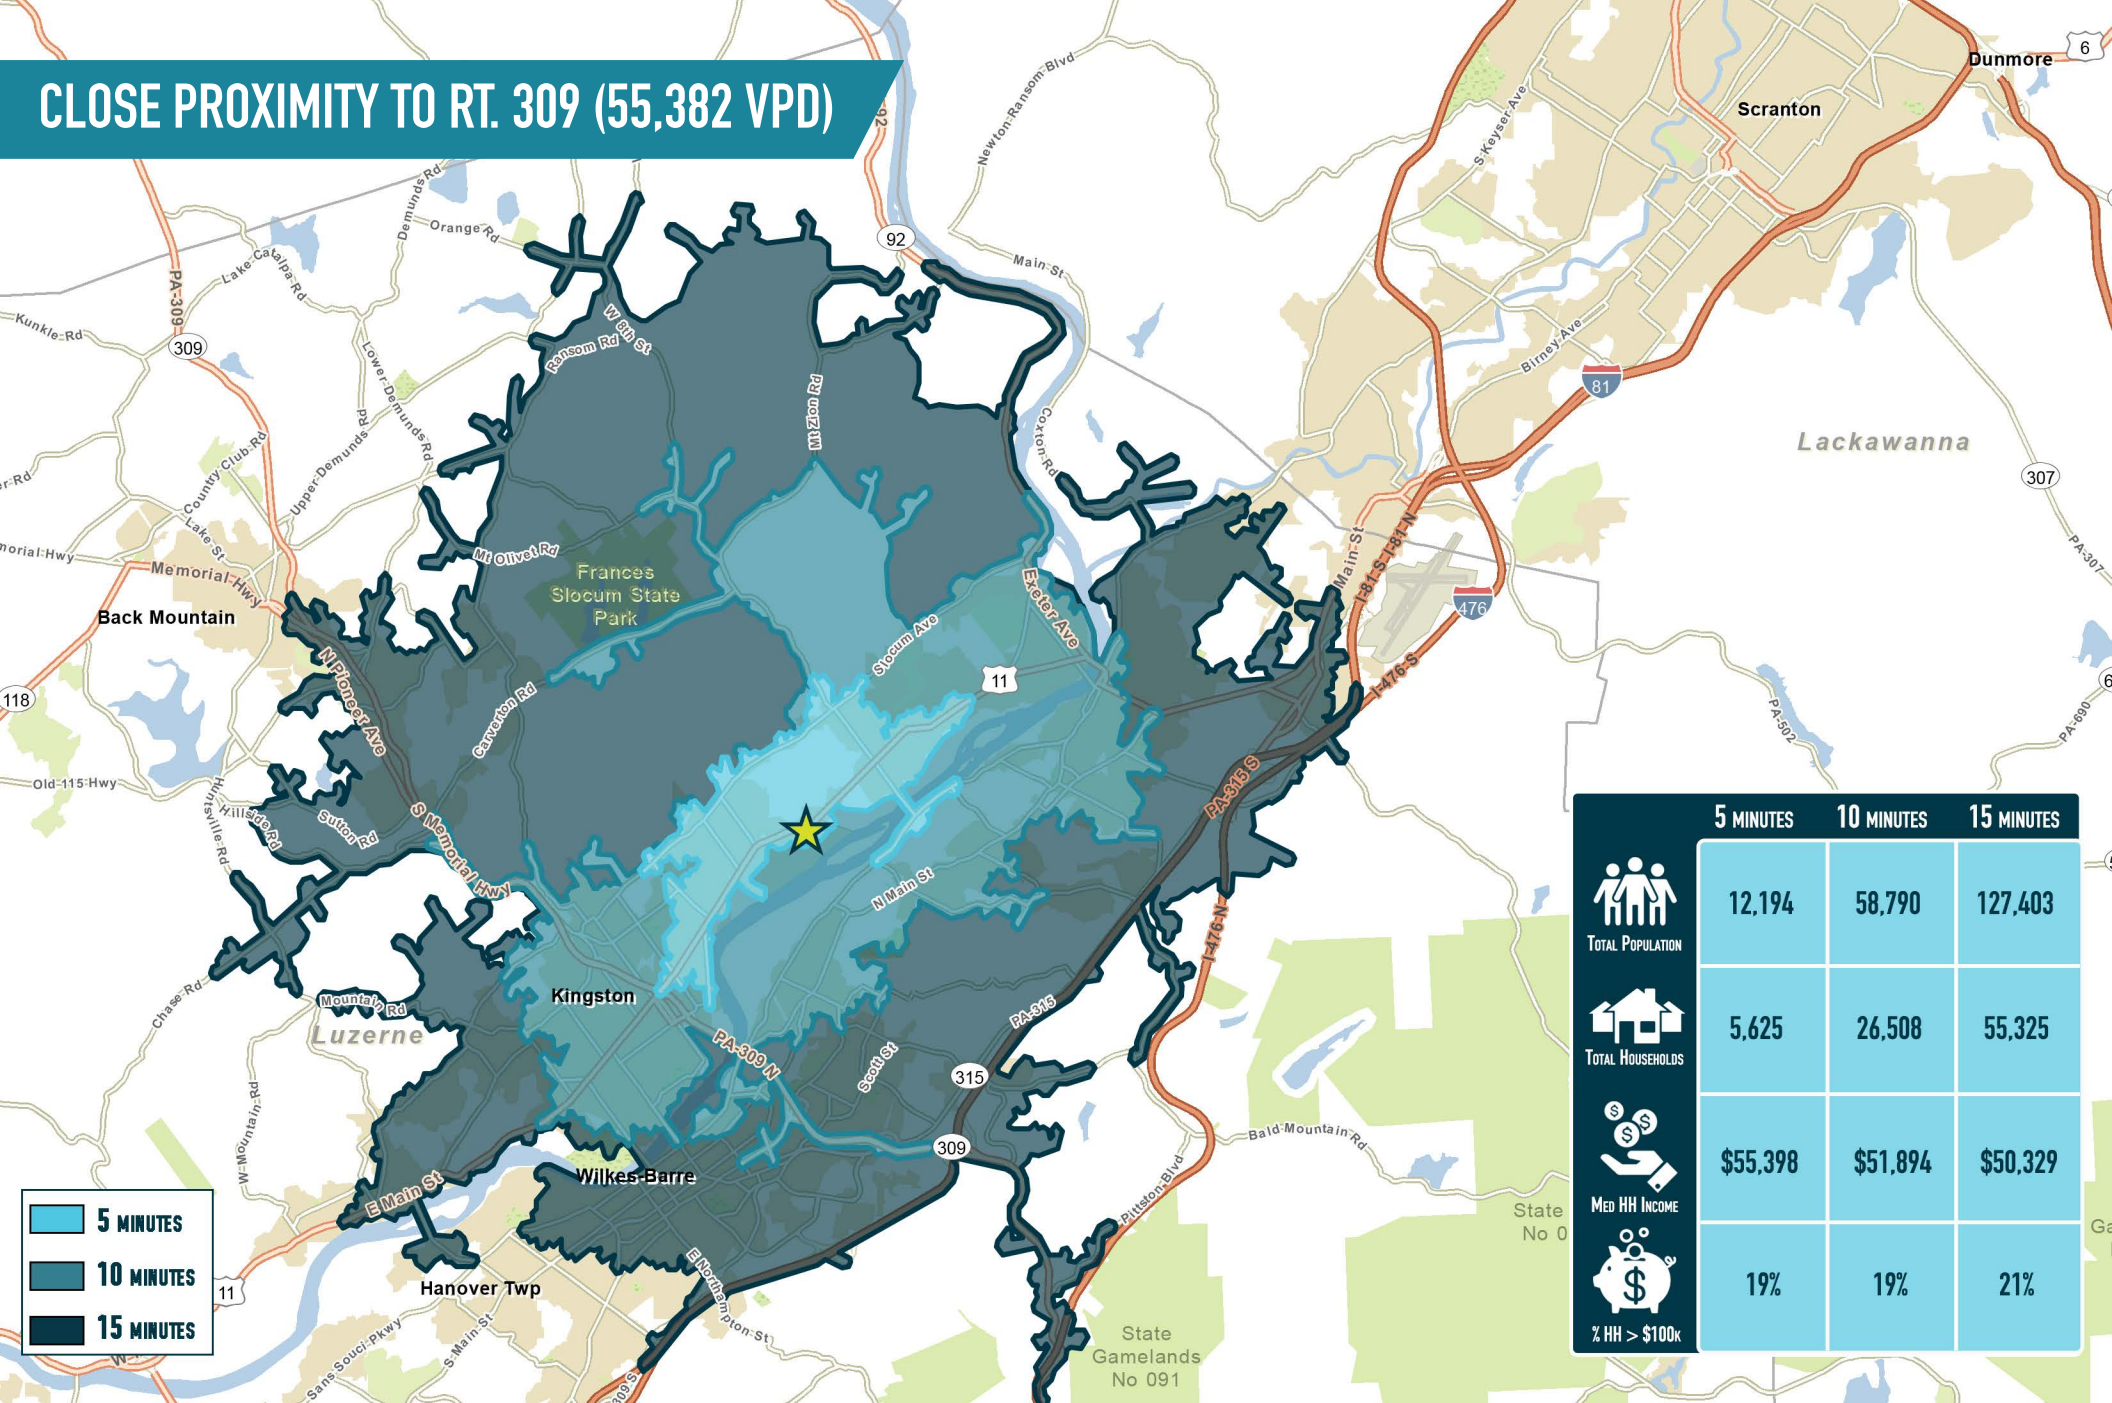 CLOSE PROXIMITY TO RT. 309 (55,382 VPD)
92
Newton-Ransom-Blvd
S Keyser-Ave
Dunmore
6
Scranton
Demunds-Rd
Orange-Rd
92
Main-St
Lake Catalpa-Rd
PA-309
Kunkle-Rd
309
W 8th St
Ransom Rd
Lower-Demunds-Rd
Mt Zion Rd
Birney-Ave
81
Coxton-Rd
Lackawanna
307
Country Club-Rd
Upper-Demunds-Rd
Lake-St
Mt Olivet Rd
Frances
Slocum State
Park
Main-St
I-81-S
I-81-N
PA-307
Memorial-Hwy
Back Mountain
476
Exeter Ave
Slocum Ave
11
I-476-S
118
N Pioneer Ave
Carverton Rd
PA-502
PA-690
Old-115-Hwy
Huntsville-Rd
Hillside-Rd
Sutton-Rd
S Memorial Hwy
PA-315 S
N Main St
I-476-N
Chase-Rd
Mountain Rd
Luzerne
Kingston
PA-309 N
PA-315
Scott St
315
W-Mountain-Rd
309
Bald-Mountain-Rd
Wilkes-Barre
E Main St
Pittston-Blvd
State
No 0
Hanover Twp
E Northampton-St
11
Sans Souci-Pkwy
S-Main-St
309-S
State
Gamelands
No 091
5 MINUTES
10 MINUTES
15 MINUTES
5 MINUTES 10 MINUTES 15 MINUTES
TOTAL POPULATION 12,194 58,790 127,403
TOTAL HOUSEHOLDS 5,625 26,508 55,325
MED HH INCOME $55,398 $51,894 $50,329
% HH > $100K 19% 19% 21%